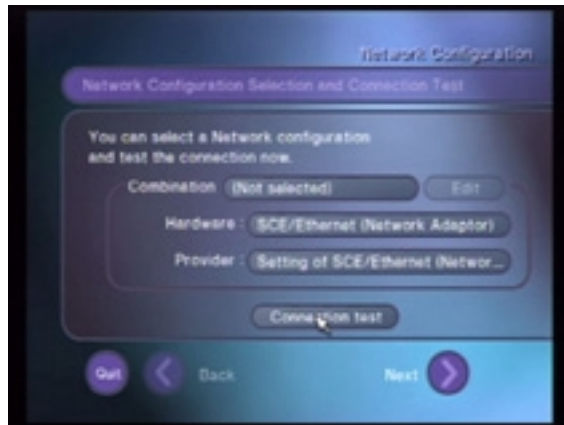 Network Configuration
Network Configuration Selection and Connection Test
You can select a Network configuration
and test the connection now.
Combination (Not selected) Edit
Hardware : SCE/Ethernet (Network Adaptor)
Provider : Setting of SCE/Ethernet (Networ...
Connection test
Quit Back Next